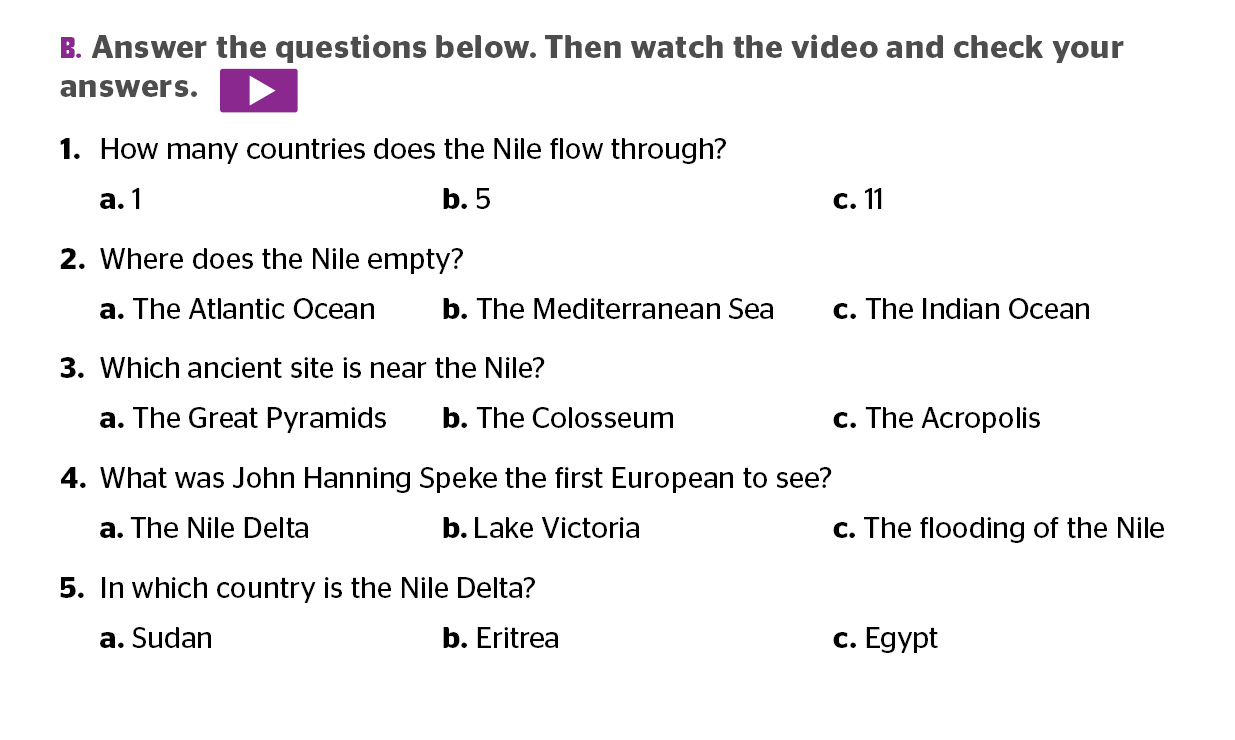 B. Answer the questions below. Then watch the video and check your
answers.
1. How many countries does the Nile flow through?
a. 1 b. 5 c. 11
2. Where does the Nile empty?
a. The Atlantic Ocean b. The Mediterranean Sea c. The Indian Ocean
3. Which ancient site is near the Nile?
a. The Great Pyramids b. The Colosseum c. The Acropolis
4. What was John Hanning Speke the first European to see?
a. The Nile Delta b. Lake Victoria c. The flooding of the Nile
5. In which country is the Nile Delta?
a. Sudan b. Eritrea c. Egypt